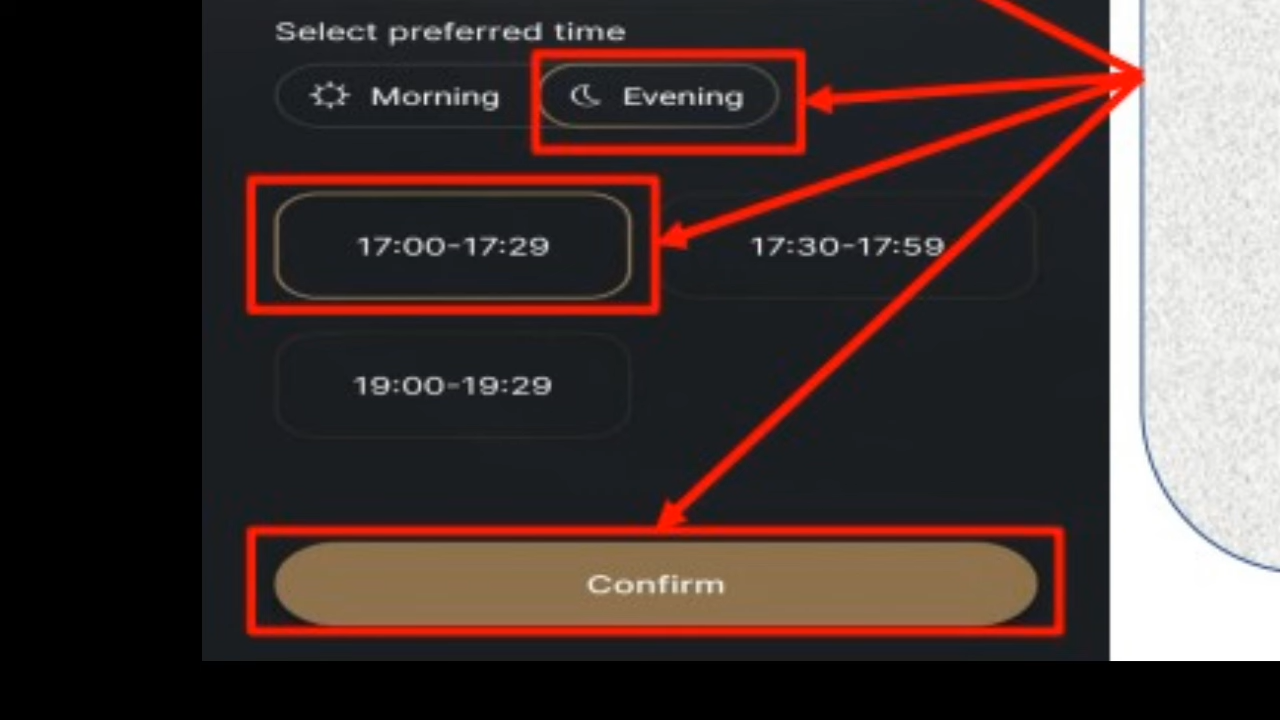 Select preferred time
Morning Evening
17:00-17:29 17:30-17:59
19:00-19:29
Confirm